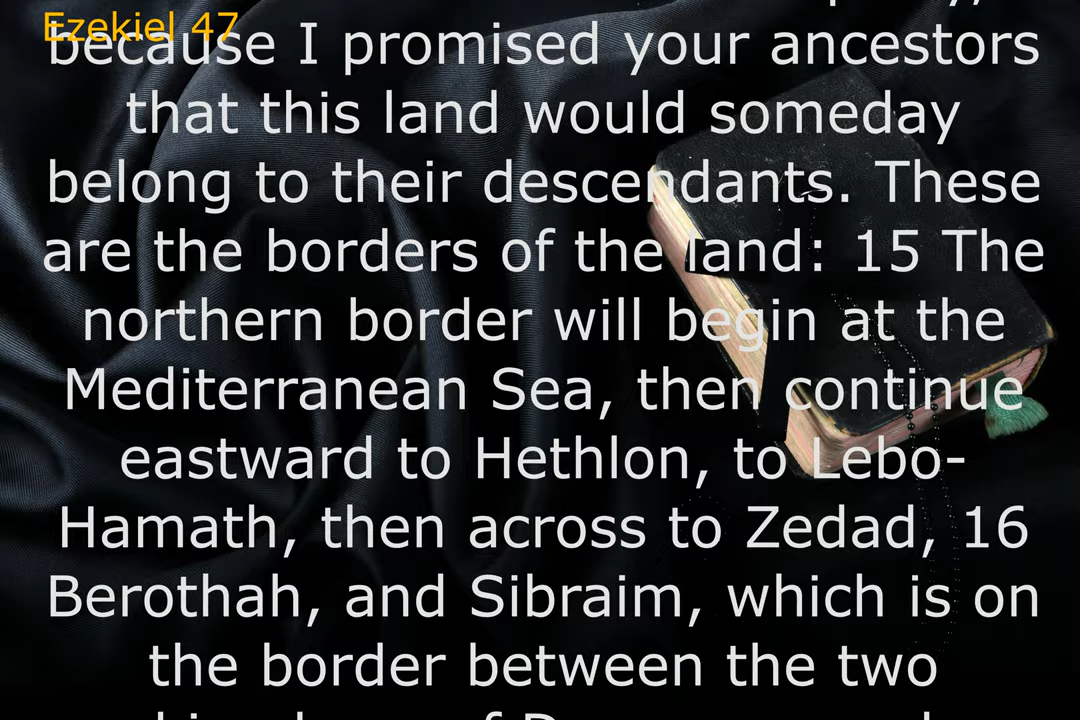 Ezekiel 47
because I promised your ancestors
that this land would someday
belong to their descendants. These
are the borders of the land: 15 The
northern border will begin at the
Mediterranean Sea, then continue
eastward to Hethlon, to Lebo-
Hamath, then across to Zedad, 16
Berothah, and Sibraim, which is on
the border between the two